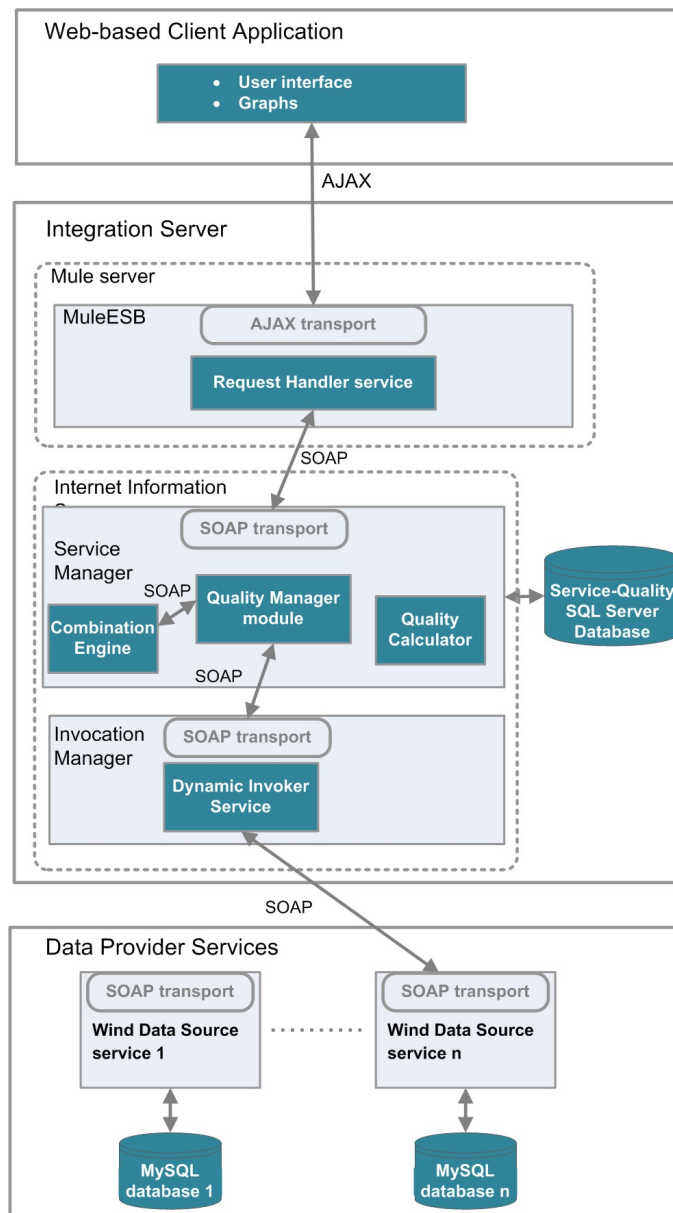 Web-based Client Application
• User interface
• Graphs
AJAX
Integration Server
Mule server
MuleESB
AJAX transport
Request Handler service
SOAP
Internet Information
SOAP transport
Service
Manager
SOAP
Quality Manager
module
Combination
Engine
Quality
Calculator
Service-Quality
SQL Server
Database
SOAP
Invocation
Manager
SOAP transport
Dynamic Invoker
Service
SOAP
Data Provider Services
SOAP transport
Wind Data Source
service 1
SOAP transport
Wind Data Source
service n
MySQL
database 1
MySQL
database n